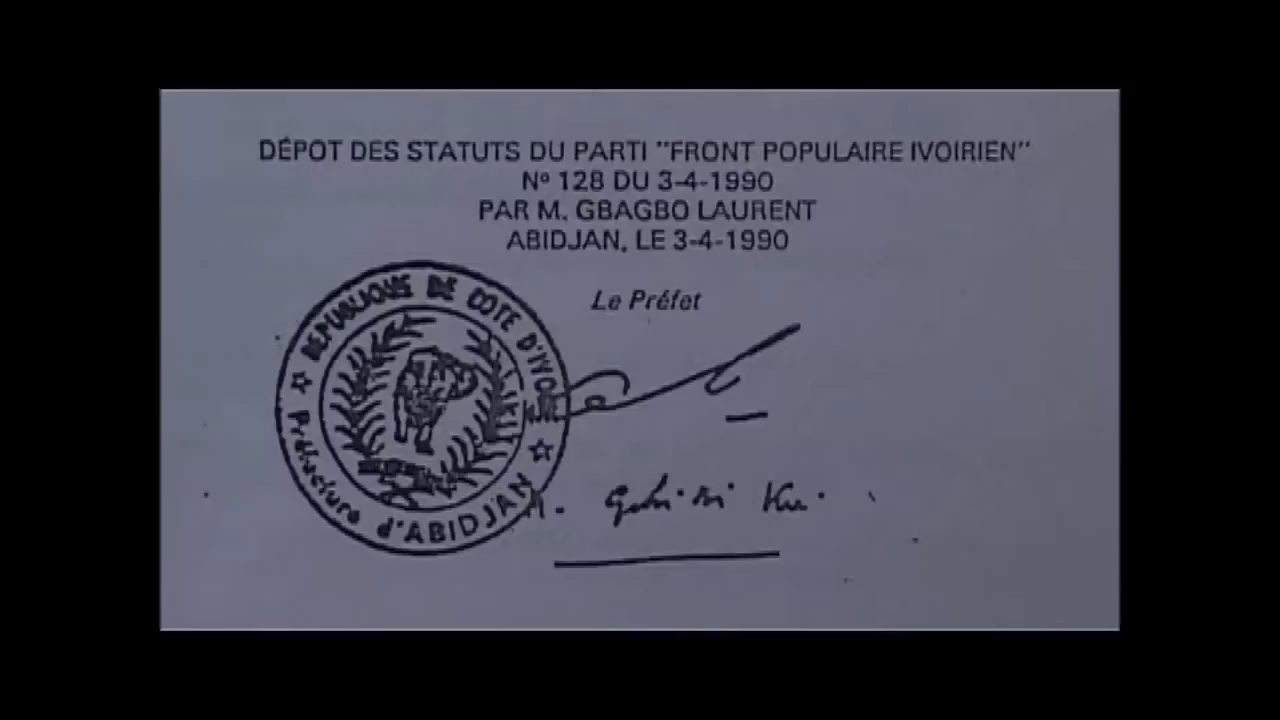 DÉPOT DES STATUTS DU PARTI "FRONT POPULAIRE IVOIRIEN"
Nº 128 DU 3-4-1990
PAR M. GBAGBO LAURENT
ABIDJAN, LE 3-4-1990
Le Préfet
REPUBLIQUE DE COTE D'IVOIRE
Préfecture d'ABIDJAN